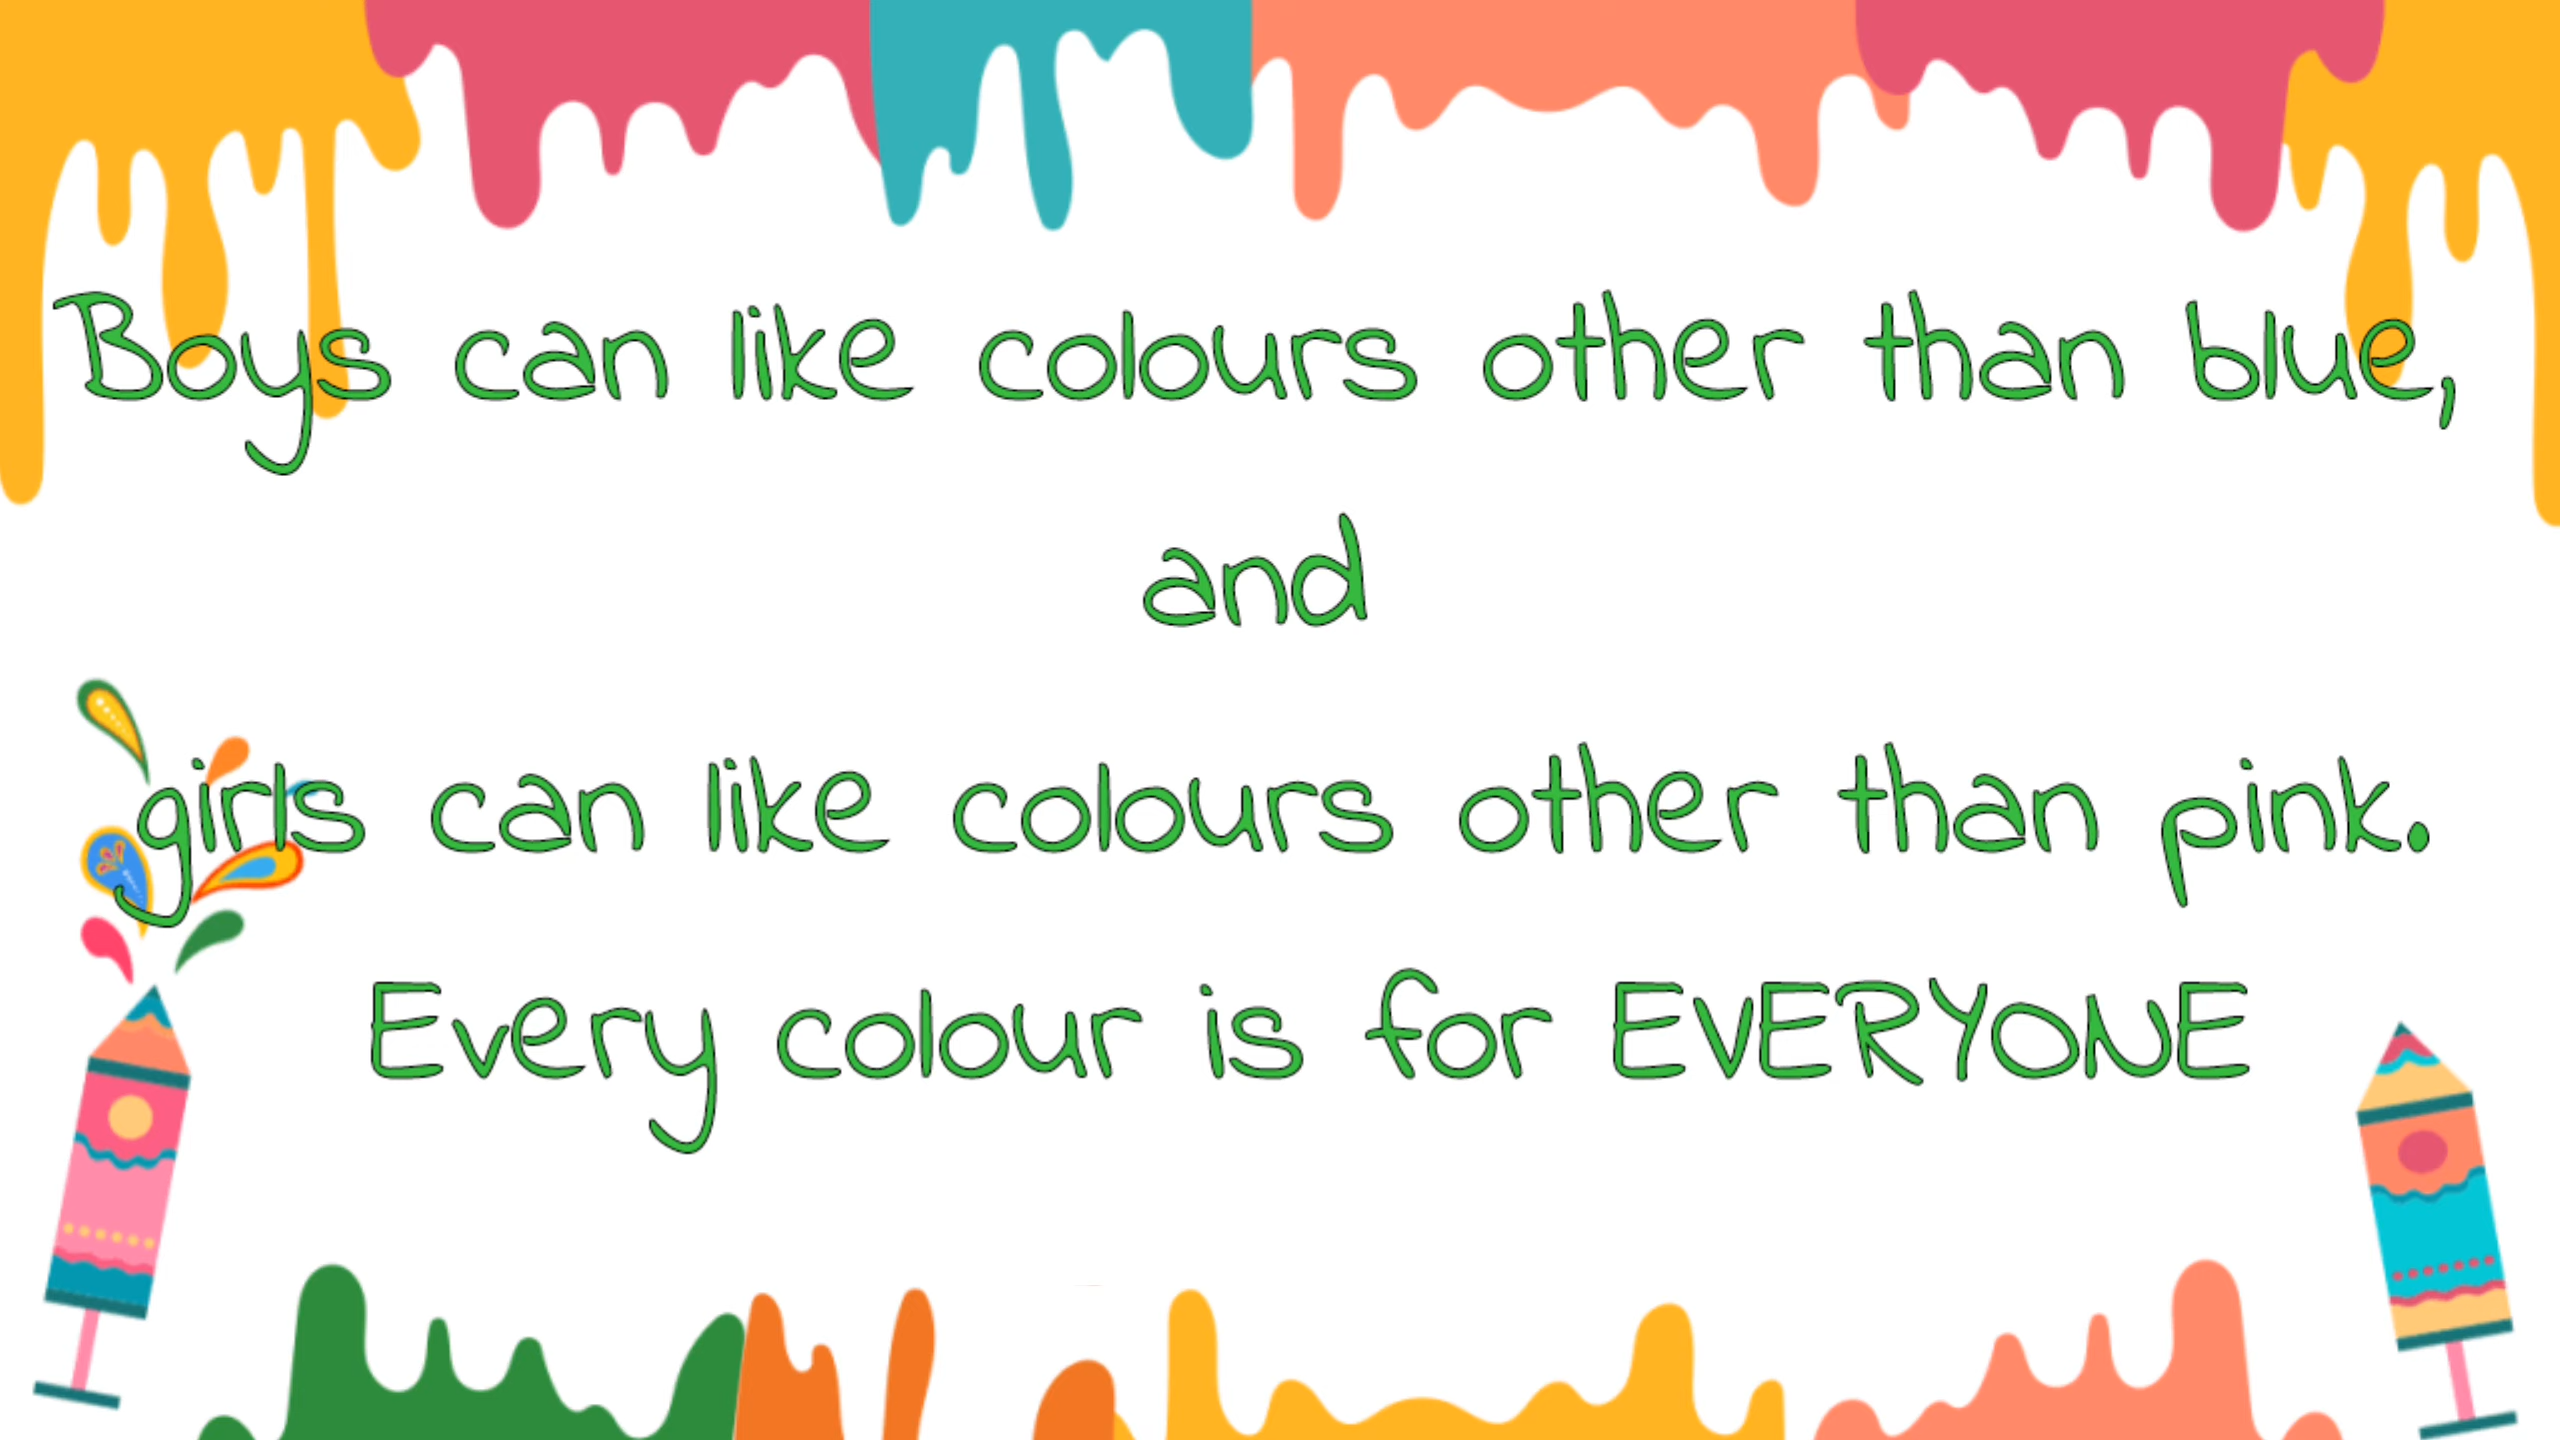 Boys can like colours other than blue,
and
girls can like colours other than pink.
Every colour is for EVERYONE